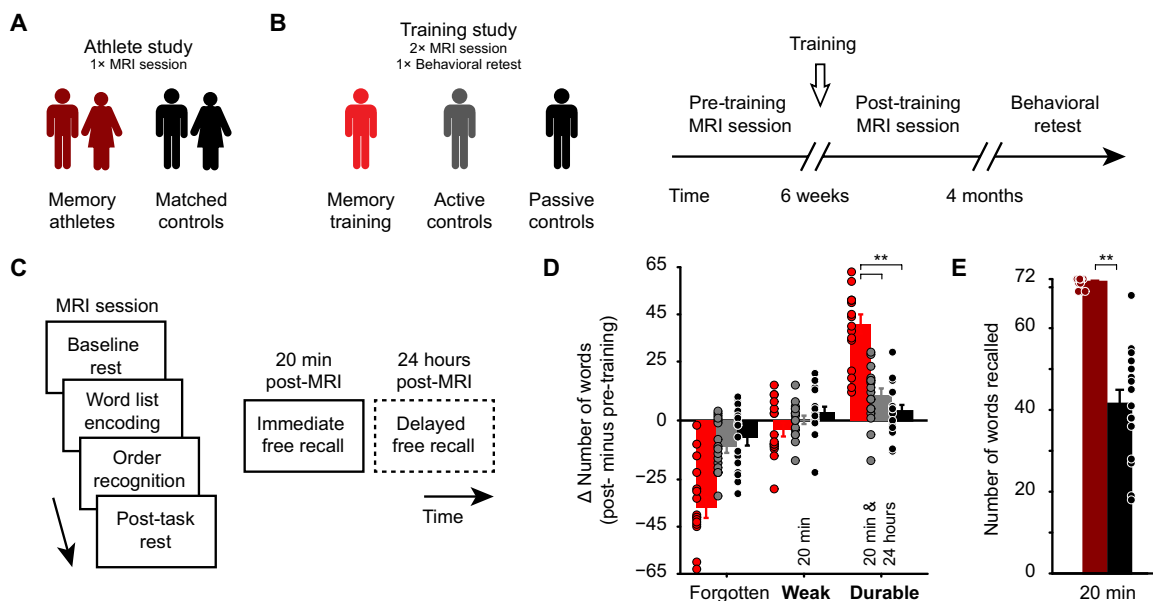 A
Athlete study
1× MRI session
Memory
athletes
Matched
controls
B
Training study
2× MRI session
1× Behavioral retest
Memory
training
Active
controls
Passive
controls
Training
Pre-training
MRI session
Post-training
MRI session
Behavioral
retest
Time
6 weeks
4 months
C
MRI session
Baseline
rest
Word list
encoding
Order
recognition
Post-task
rest
20 min
post-MRI
Immediate
free recall
24 hours
post-MRI
Delayed
free recall
Time
D
Δ Number of words
(post- minus pre-training)
65
45
25
0
−25
−45
−65
**
20 min
20 min &
24 hours
Forgotten
Weak
Durable
E
Number of words recalled
72
60
40
20
0
**
20 min